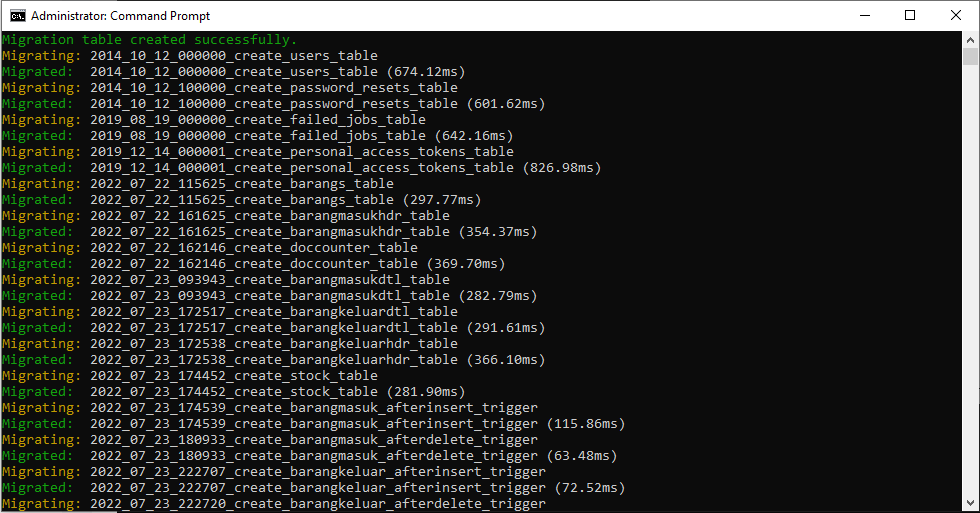 Administrator: Command Prompt
Migration table created successfully.
Migrating: 2014_10_12_000000_create_users_table
Migrated:  2014_10_12_000000_create_users_table (674.12ms)
Migrating: 2014_10_12_100000_create_password_resets_table
Migrated:  2014_10_12_100000_create_password_resets_table (601.62ms)
Migrating: 2019_08_19_000000_create_failed_jobs_table
Migrated:  2019_08_19_000000_create_failed_jobs_table (642.16ms)
Migrating: 2019_12_14_000001_create_personal_access_tokens_table
Migrated:  2019_12_14_000001_create_personal_access_tokens_table (826.98ms)
Migrating: 2022_07_22_115625_create_barangs_table
Migrated:  2022_07_22_115625_create_barangs_table (297.77ms)
Migrating: 2022_07_22_161625_create_barangmasukhdr_table
Migrated:  2022_07_22_161625_create_barangmasukhdr_table (354.37ms)
Migrating: 2022_07_22_162146_create_doccounter_table
Migrated:  2022_07_22_162146_create_doccounter_table (369.70ms)
Migrating: 2022_07_23_093943_create_barangmasukdtl_table
Migrated:  2022_07_23_093943_create_barangmasukdtl_table (282.79ms)
Migrating: 2022_07_23_172517_create_barangkeluardtl_table
Migrated:  2022_07_23_172517_create_barangkeluardtl_table (291.61ms)
Migrating: 2022_07_23_172538_create_barangkeluarhdr_table
Migrated:  2022_07_23_172538_create_barangkeluarhdr_table (366.10ms)
Migrating: 2022_07_23_174452_create_stock_table
Migrated:  2022_07_23_174452_create_stock_table (281.90ms)
Migrating: 2022_07_23_174539_create_barangmasuk_afterinsert_trigger
Migrated:  2022_07_23_174539_create_barangmasuk_afterinsert_trigger (115.86ms)
Migrating: 2022_07_23_180933_create_barangmasuk_afterdelete_trigger
Migrated:  2022_07_23_180933_create_barangmasuk_afterdelete_trigger (63.48ms)
Migrating: 2022_07_23_222707_create_barangkeluar_afterinsert_trigger
Migrated:  2022_07_23_222707_create_barangkeluar_afterinsert_trigger (72.52ms)
Migrating: 2022_07_23_222720_create_barangkeluar_afterdelete_trigger